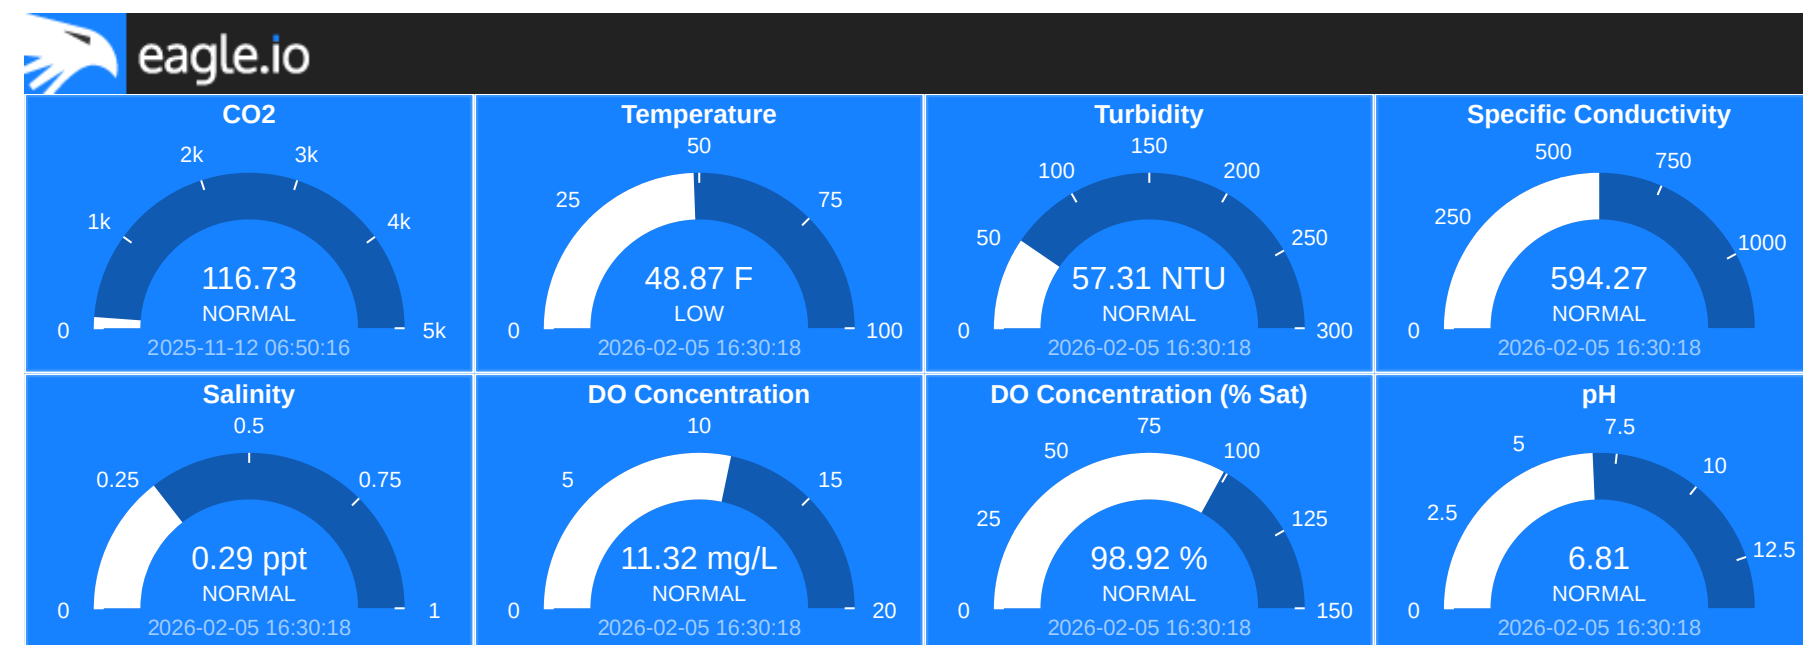 eagle.io
CO2
2k 3k
1k 4k
116.73
NORMAL
0 5k
2025-11-12 06:50:16
Temperature
50
25 75
48.87 F
LOW
0 100
2026-02-05 16:30:18
Turbidity
150
100 200
50 250
57.31 NTU
NORMAL
0 300
2026-02-05 16:30:18
Specific Conductivity
500 750
250 1000
594.27
NORMAL
0
2026-02-05 16:30:18
Salinity
0.5
0.25 0.75
0.29 ppt
NORMAL
0 1
2026-02-05 16:30:18
DO Concentration
10
5 15
11.32 mg/L
NORMAL
0 20
2026-02-05 16:30:18
DO Concentration (% Sat)
75
50 100
25 125
98.92 %
NORMAL
0 150
2026-02-05 16:30:18
pH
7.5
5 10
2.5 12.5
6.81
NORMAL
0
2026-02-05 16:30:18